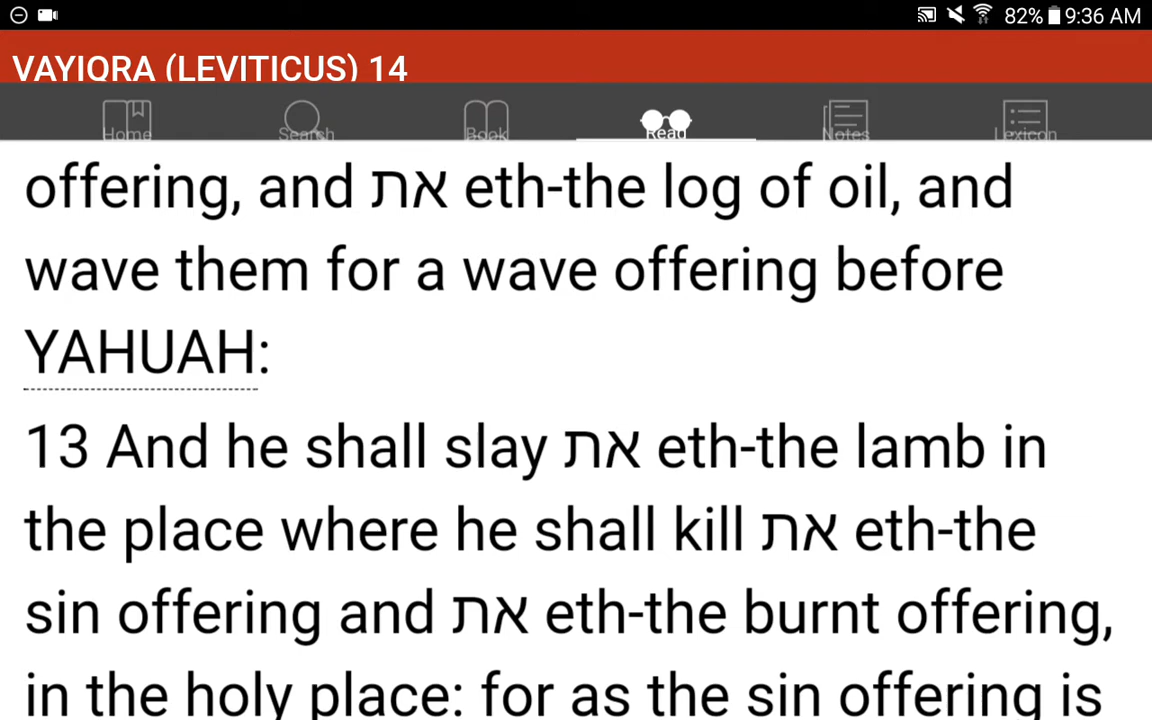 82% 9:36 AM
VAYIQRA (LEVITICUS) 14
Home Search Book Read Notes Lexicon
offering, and את eth-the log of oil, and
wave them for a wave offering before
YAHUAH:
13 And he shall slay את eth-the lamb in
the place where he shall kill את eth-the
sin offering and את eth-the burnt offering,
in the holy place: for as the sin offering is